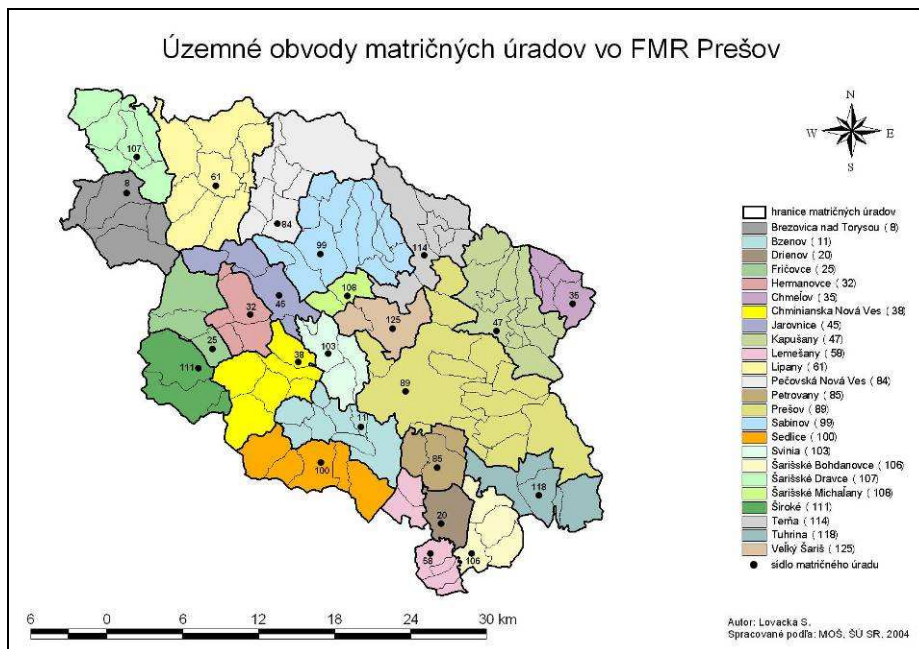 Územné obvody matričných úradov vo FMR Prešov
N
W E
S
107
8
61
84
99
114
108
45
32
125
47
35
25
38
103
111
89
11
100
85
118
20
58
106
hranice matričných úradov
Brezovica nad Torysou ( 8)
Bzenov ( 11)
Drienov ( 20)
Fričovce ( 25)
Hermanovce ( 32)
Chmeľov ( 35)
Chminianska Nová Ves ( 38)
Jarovnice ( 45)
Kapušany ( 47)
Lemešany ( 58)
Lipany ( 61)
Pečovská Nová Ves ( 84)
Petrovany ( 85)
Prešov ( 89)
Sabinov ( 99)
Sedlice ( 100)
Svinia ( 103)
Šarišské Bohdanovce ( 106)
Šarišské Dravce ( 107)
Šarišské Michaľany ( 108)
Široké ( 111)
Terňa ( 114)
Tuhrina ( 118)
Veľký Šariš ( 125)
sídlo matričného úradu
6 0 6 12 18 24 30 km
Autor: Lovacká S.
Spracované podľa: MOŠ, ŠÚ SR, 2004